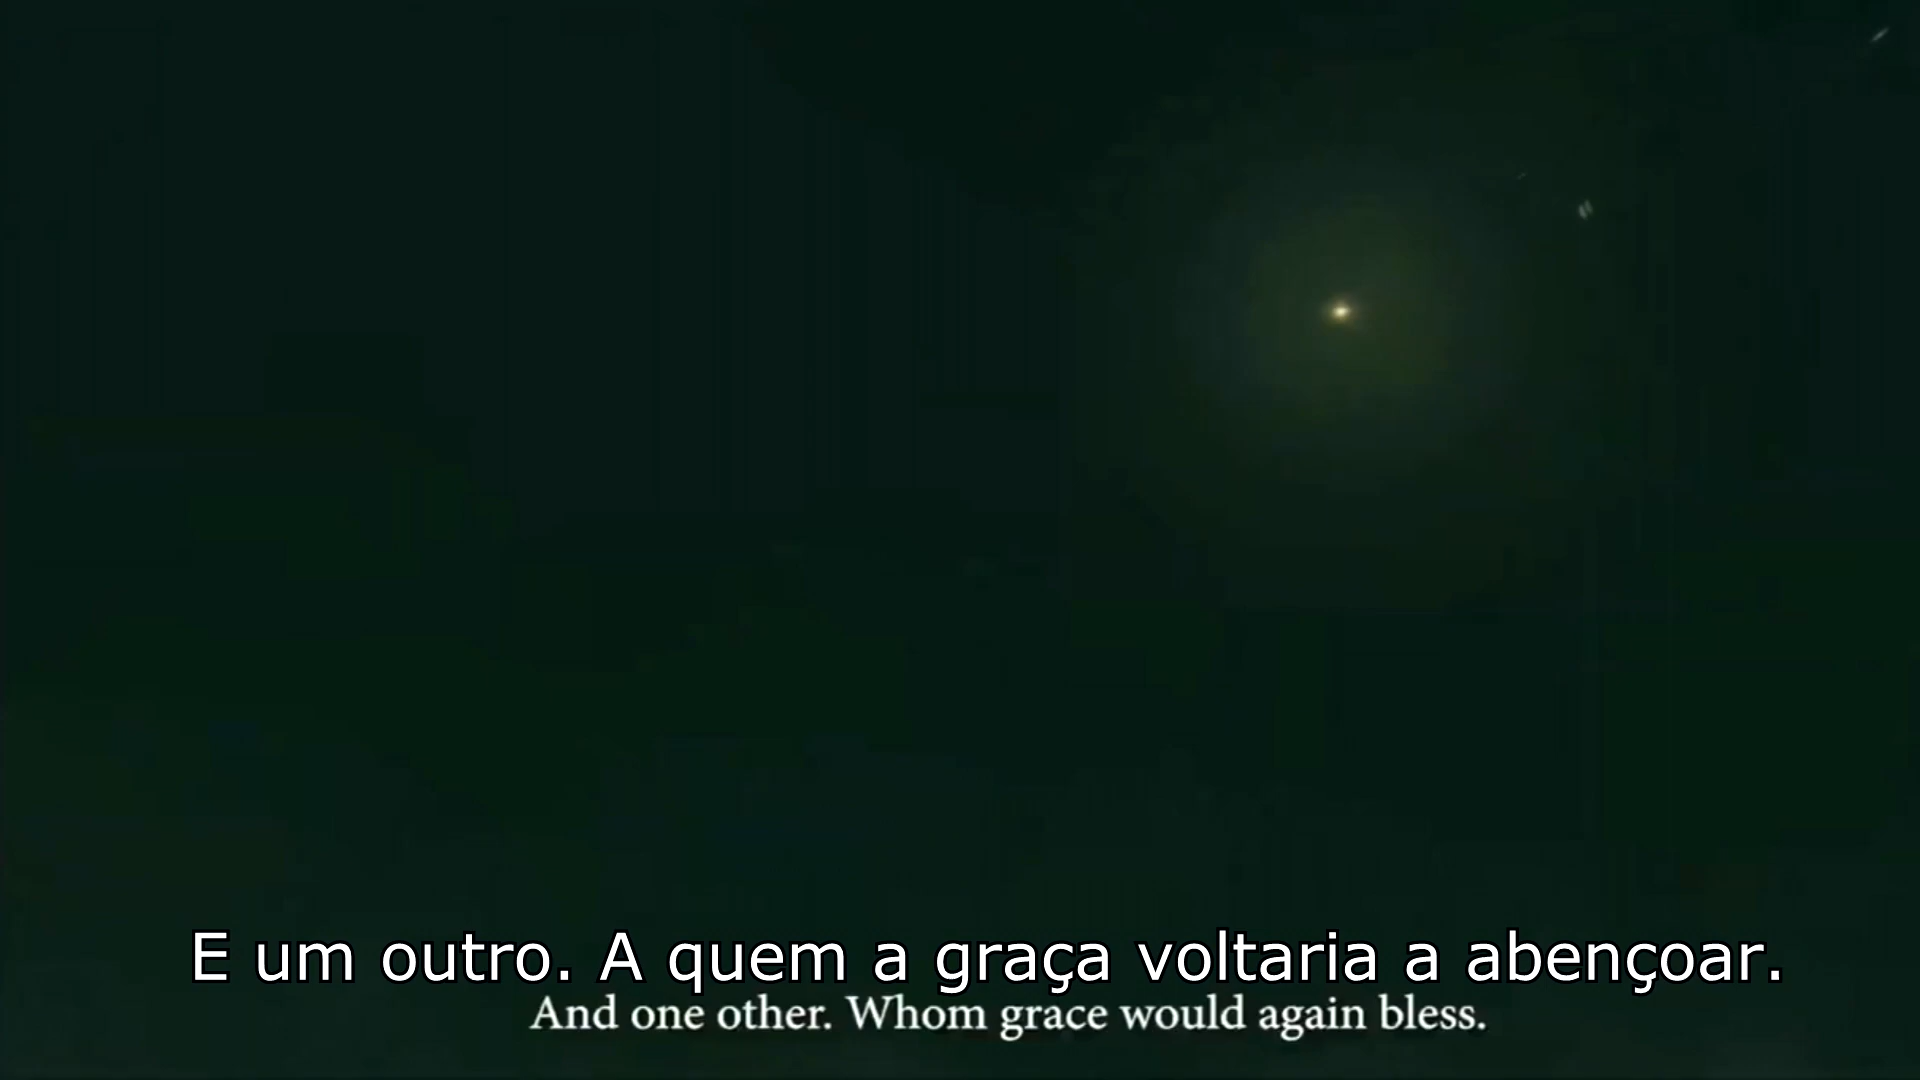 E um outro. A quem a graça voltaria a abençoar.
And one other. Whom grace would again bless.